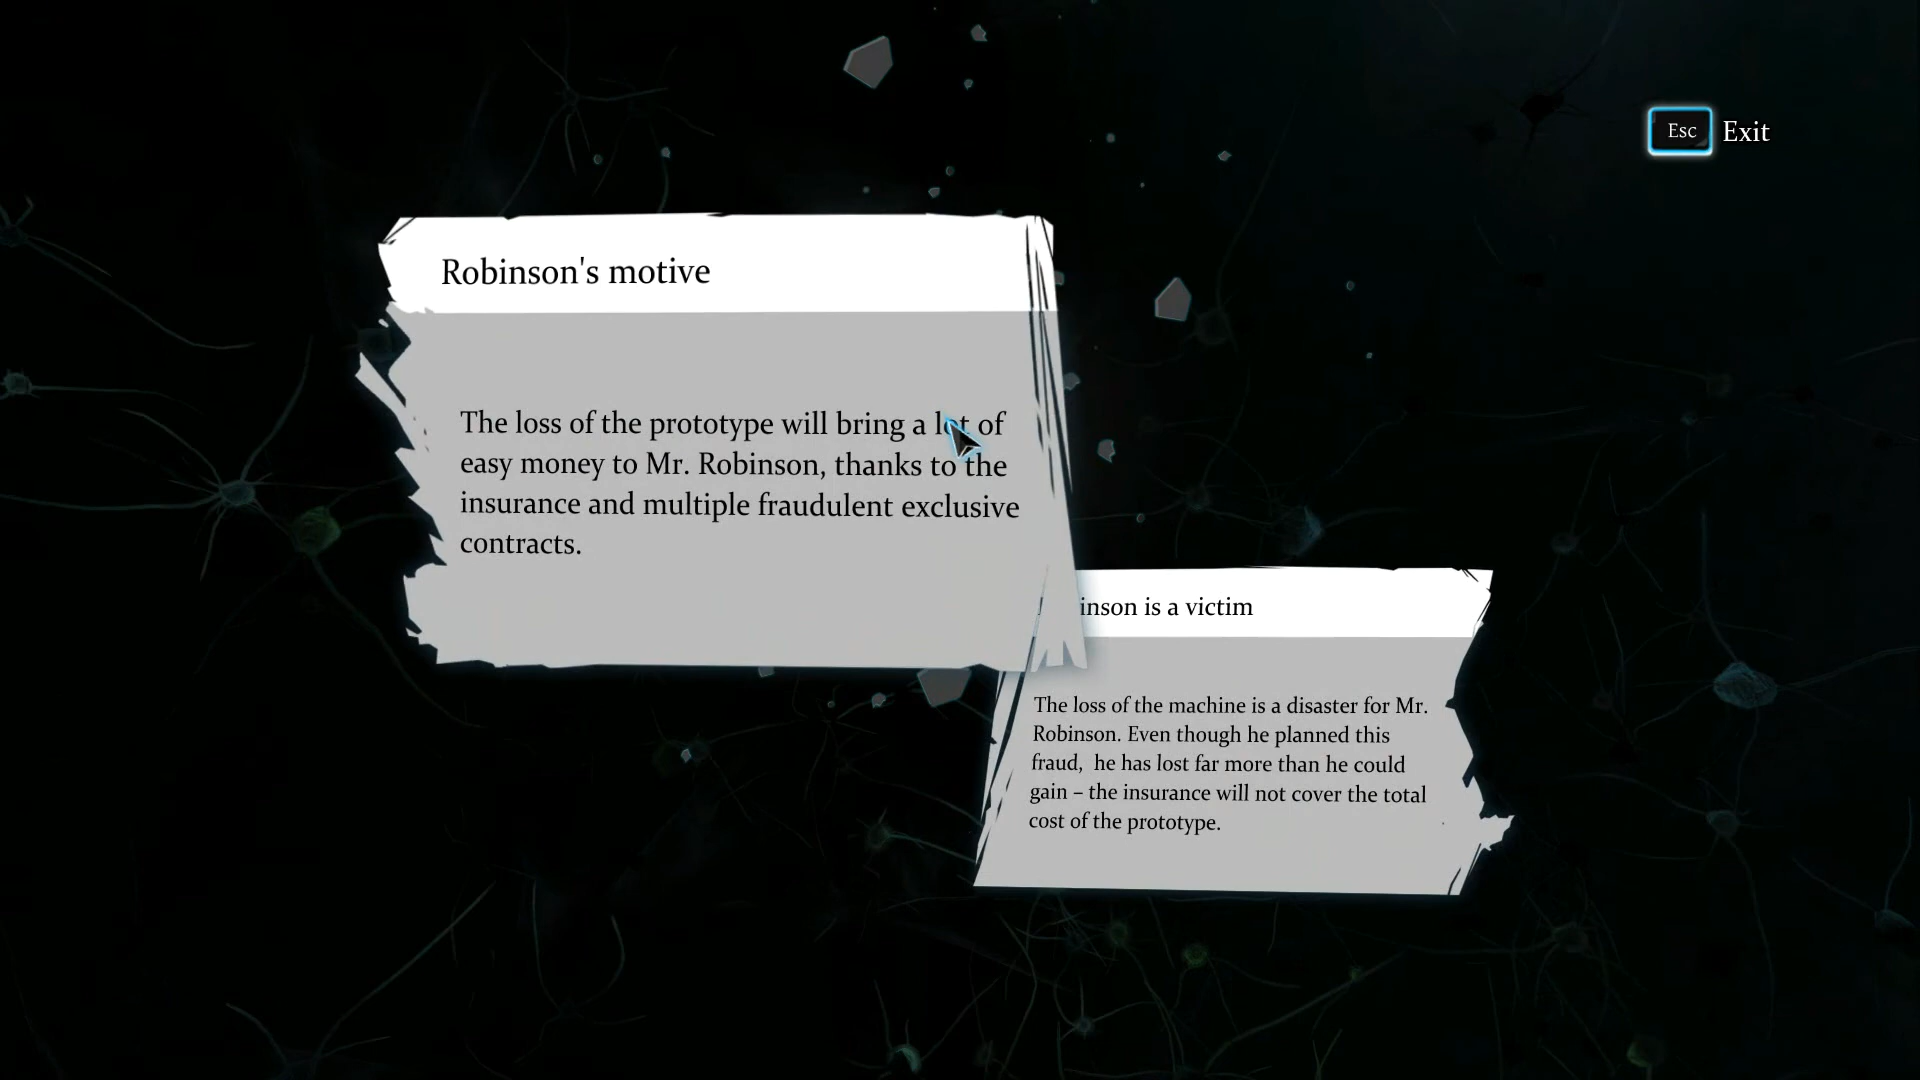 Esc Exit
Robinson's motive
The loss of the prototype will bring a lot of
easy money to Mr. Robinson, thanks to the
insurance and multiple fraudulent exclusive
contracts.
inson is a victim
The loss of the machine is a disaster for Mr.
Robinson. Even though he planned this
fraud, he has lost far more than he could
gain – the insurance will not cover the total
cost of the prototype.